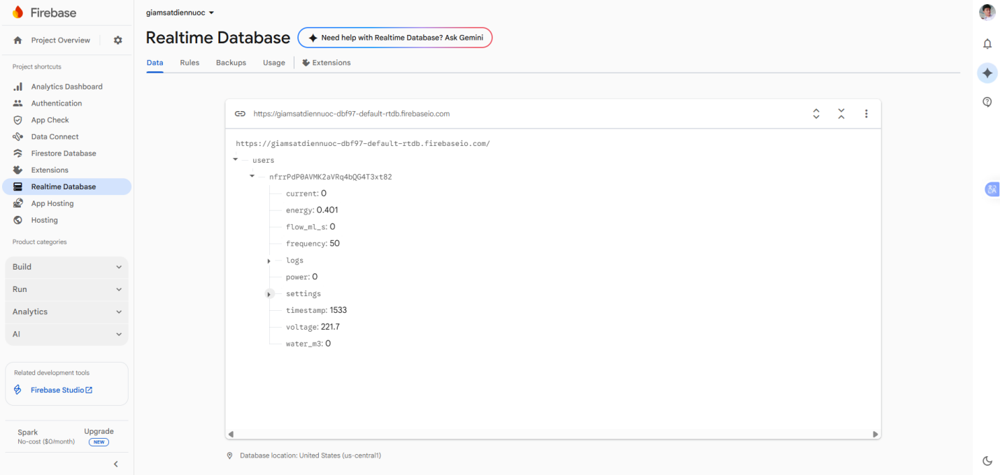 Firebase
Project Overview
Project shortcuts
Analytics Dashboard
Authentication
App Check
Data Connect
Firestore Database
Extensions
Realtime Database
App Hosting
Hosting
Product categories
Build
Run
Analytics
AI
Related development tools
Firebase Studio
Spark
No-cost ($0/month)
Upgrade
NEW
giamsatdiennuoc
Realtime Database
Need help with Realtime Database? Ask Gemini
Data Rules Backups Usage Extensions
https://giamsatdiennuoc-dbf97-default-rtdb.firebaseio.com
https://giamsatdiennuoc-dbf97-default-rtdb.firebaseio.com/
users
nfrrPdP0AVMK2aVRq4bQG4T3xt82
current: 0
energy: 0.401
flow_ml_s: 0
frequency: 50
logs
power: 0
settings
timestamp: 1533
voltage: 221.7
water_m3: 0
Database location: United States (us-central1)